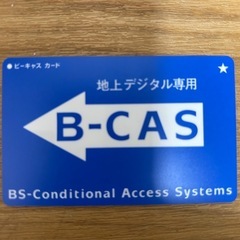 ●ビーキャス カード
地上デジタル専用
B-CAS
BS-Conditional Access Systems